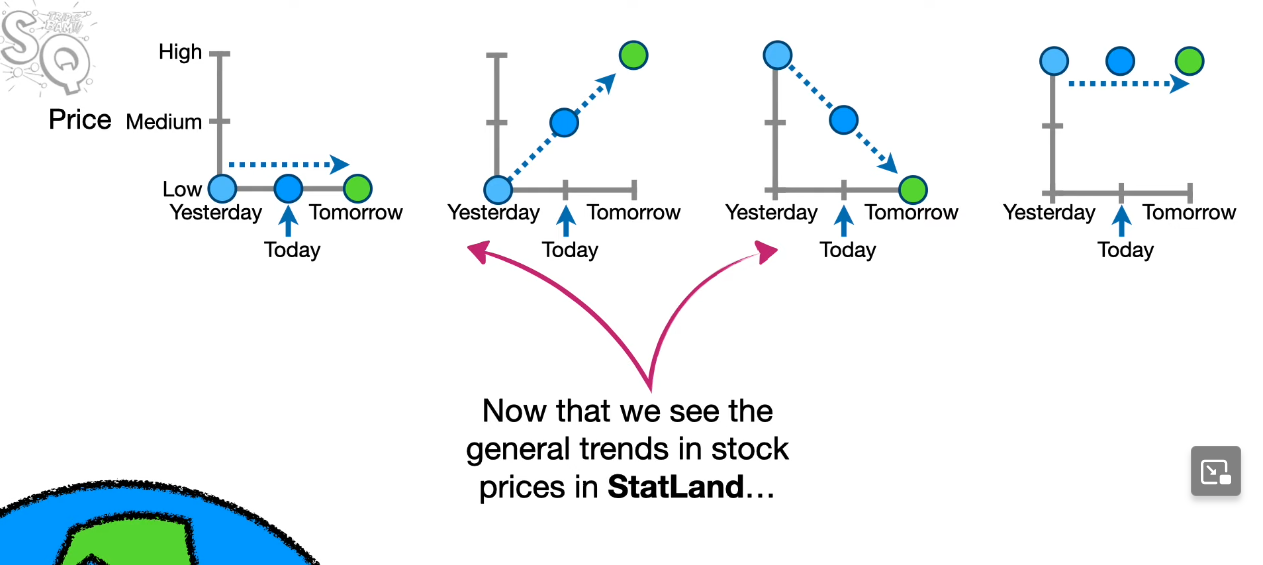 SQ
High
Price Medium
Low
Yesterday Tomorrow
Today
Yesterday Tomorrow
Today
Yesterday Tomorrow
Today
Yesterday Tomorrow
Today
Now that we see the
general trends in stock
prices in StatLand...